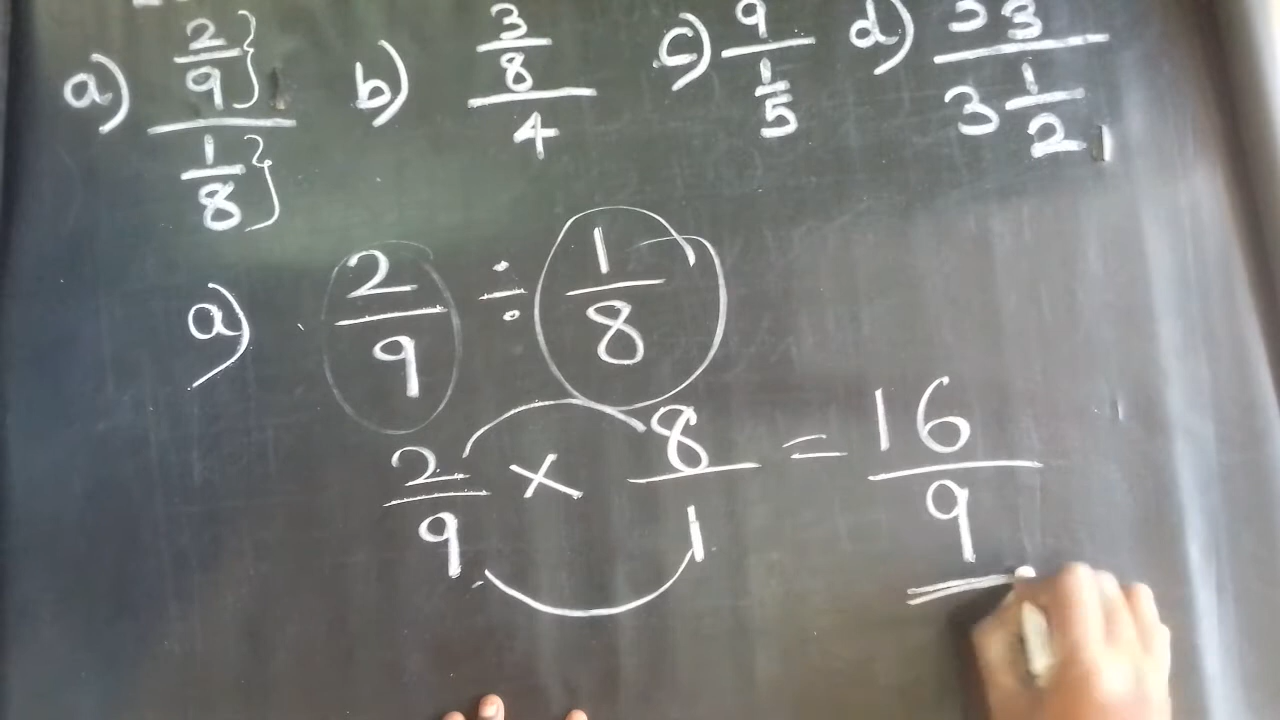 a) 2/9 / 1/8 b) 3/8 / 4 c) 9 / 1/5 d) 3 / 3 1/2
a) 2/9 ÷ 1/8
2/9 × 8/1 = 16/9